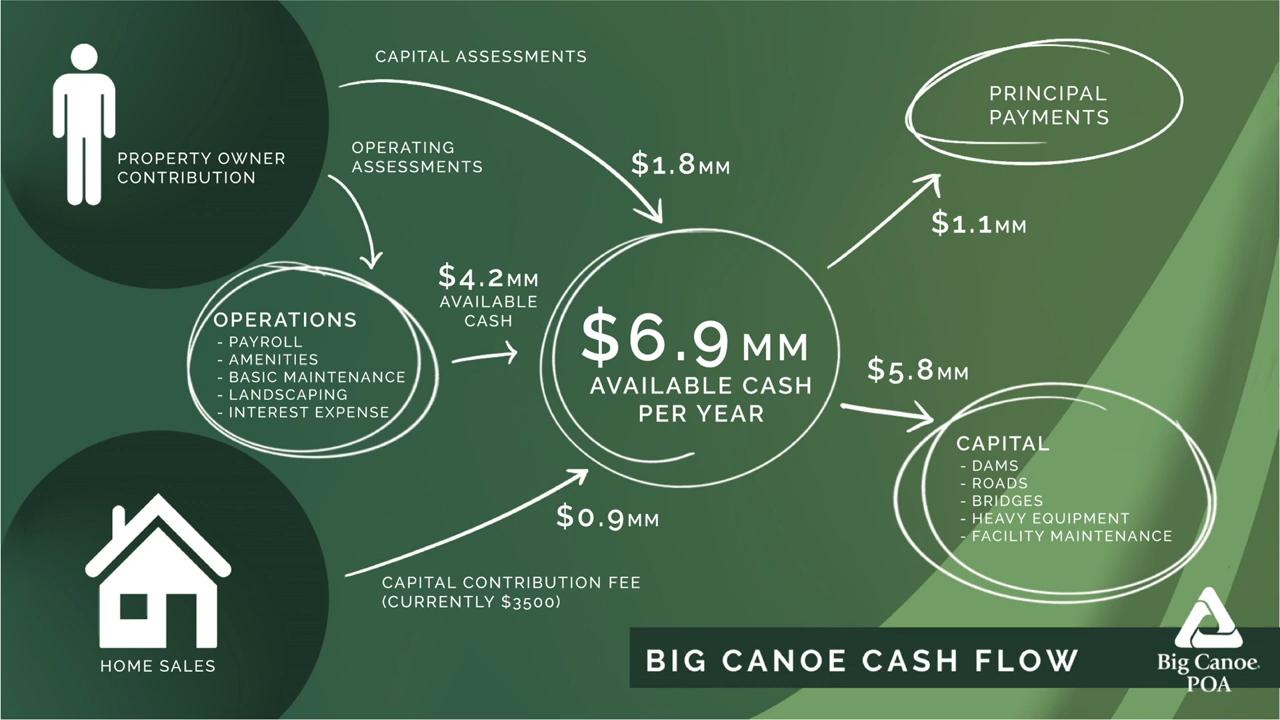 CAPITAL ASSESSMENTS
PROPERTY OWNER
CONTRIBUTION
OPERATING
ASSESSMENTS
$1.8MM
PRINCIPAL
PAYMENTS
$1.1MM
OPERATIONS
- PAYROLL
- AMENITIES
- BASIC MAINTENANCE
- LANDSCAPING
- INTEREST EXPENSE
$4.2MM
AVAILABLE
CASH
$6.9MM
AVAILABLE CASH
PER YEAR
$5.8MM
CAPITAL
- DAMS
- ROADS
- BRIDGES
- HEAVY EQUIPMENT
- FACILITY MAINTENANCE
$0.9MM
CAPITAL CONTRIBUTION FEE
(CURRENTLY $3500)
HOME SALES
BIG CANOE CASH FLOW
Big Canoe
POA